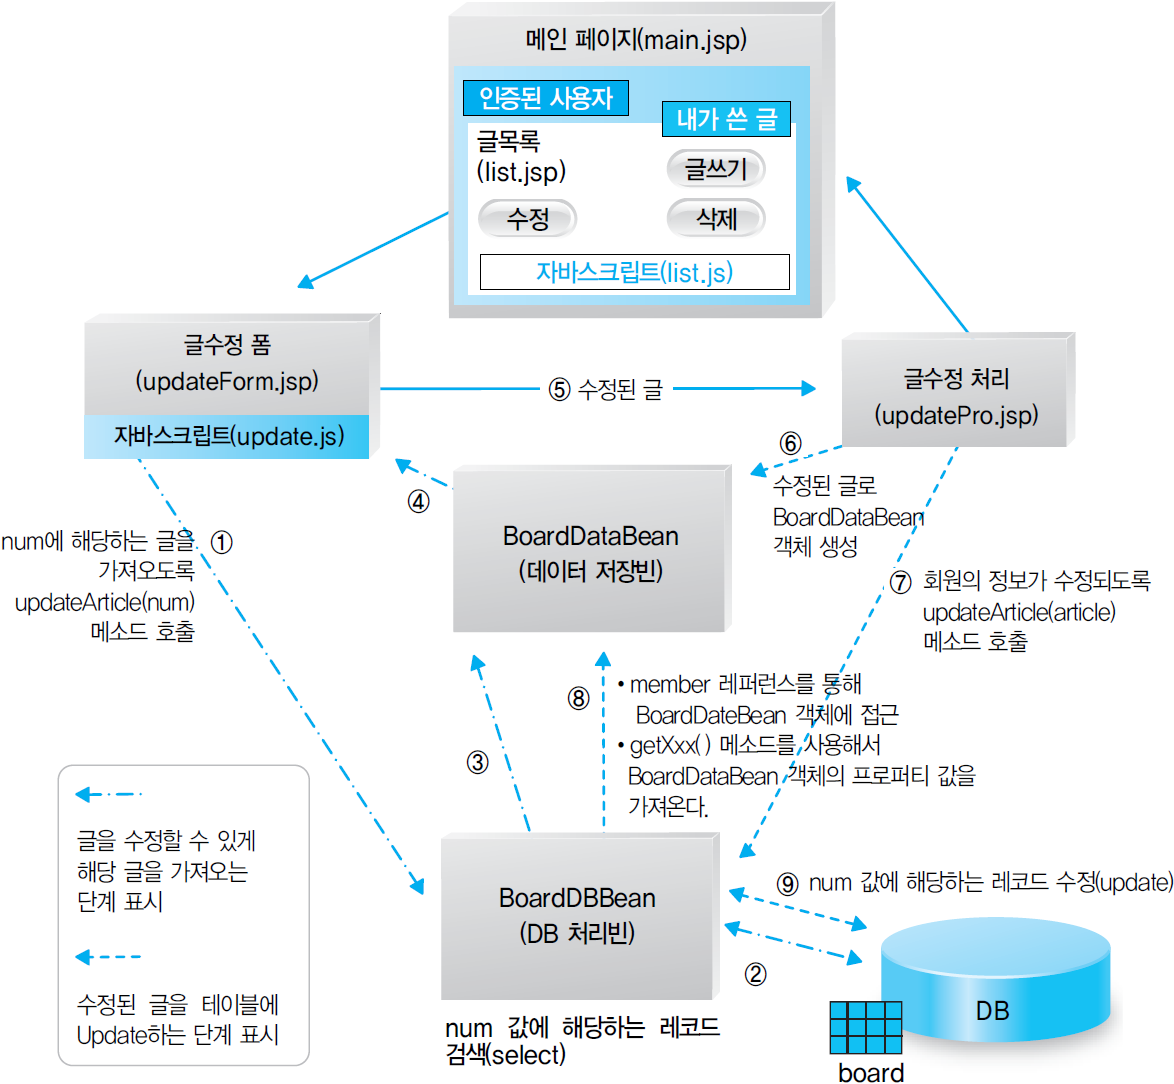 메인 페이지(main.jsp)
인증된 사용자
내가 쓴 글
글목록
(list.jsp)
글쓰기
수정
삭제
자바스크립트(list.js)
글수정 폼
(updateForm.jsp)
자바스크립트(update.js)
⑤ 수정된 글
글수정 처리
(updatePro.jsp)
⑥
수정된 글로
BoardDataBean
객체 생성
④
BoardDataBean
(데이터 저장빈)
①
num에 해당하는 글을
가져오도록
updateArticle(num)
메소드 호출
⑦ 회원의 정보가 수정되도록
updateArticle(article)
메소드 호출
⑧
• member 레퍼런스를 통해
BoardDateBean 객체에 접근
• getXxx( ) 메소드를 사용해서
BoardDataBean 객체의 프로퍼티 값을
가져온다.
③
글을 수정할 수 있게
해당 글을 가져오는
단계 표시
수정된 글을 테이블에
Update하는 단계 표시
BoardDBBean
(DB 처리빈)
⑨ num 값에 해당하는 레코드 수정(update)
②
num 값에 해당하는 레코드
검색(select)
DB
board